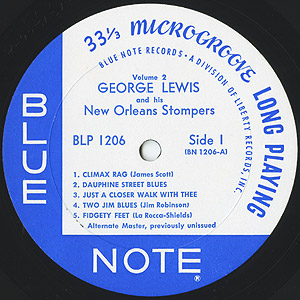 33⅓ MICROGROOVE LONG PLAYING
BLUE NOTE RECORDS • A DIVISION OF LIBERTY RECORDS, INC.
Volume 2
GEORGE LEWIS
and his
New Orleans Stompers
BLP 1206 Side 1
(BN 1206-A)
1. CLIMAX RAG (James Scott)
2. DAUPHINE STREET BLUES
3. JUST A CLOSER WALK WITH THEE
4. TWO JIM BLUES (Jim Robinson)
5. FIDGETY FEET (La Rocca-Shields)
Alternate Master, previously unissued
BLUE
NOTE
®